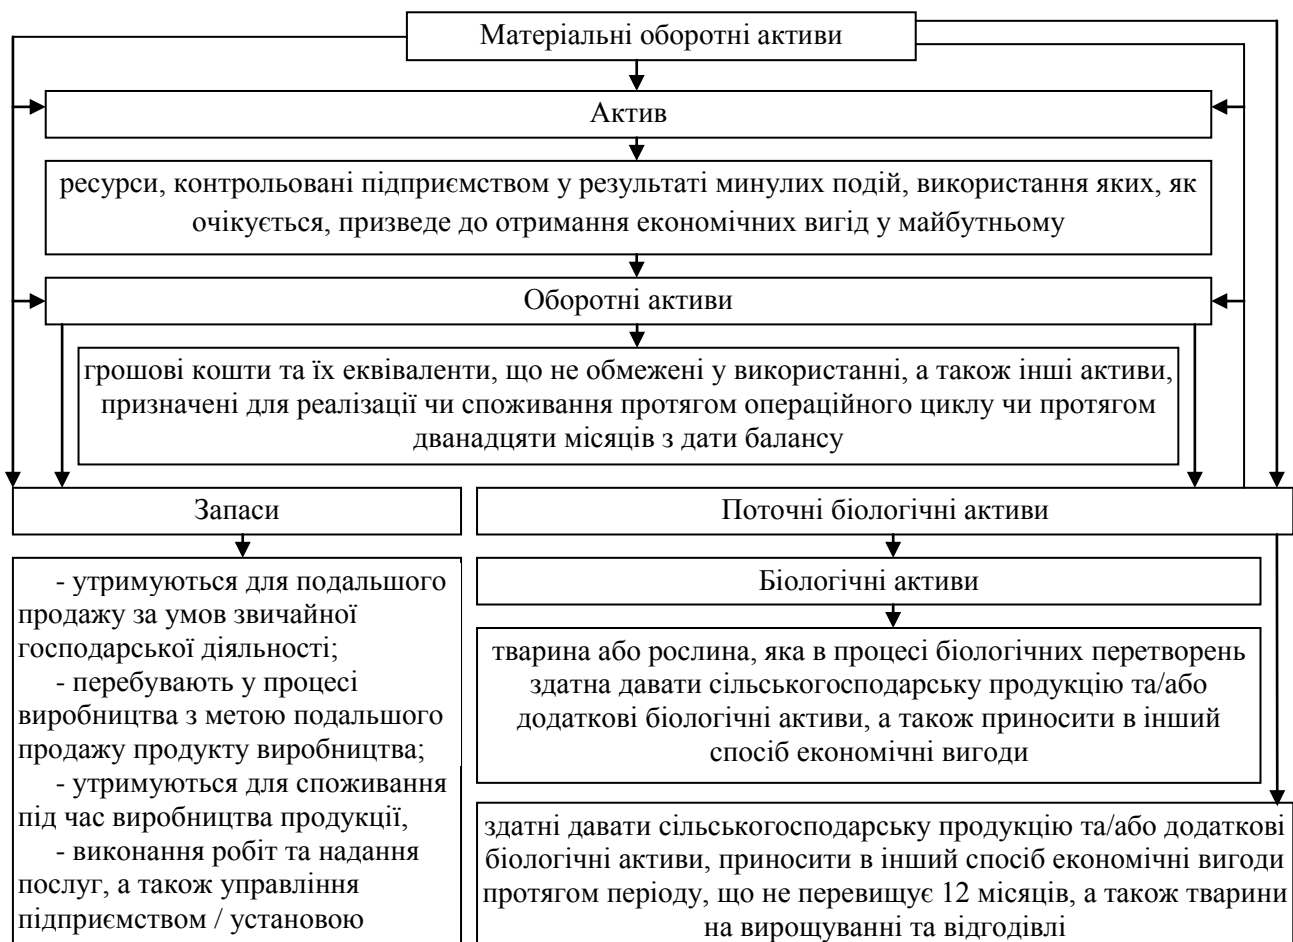 Матеріальні оборотні активи
Актив
ресурси, контрольовані підприємством у результаті минулих подій, використання яких, як
очікується, призведе до отримання економічних вигід у майбутньому
Оборотні активи
грошові кошти та їх еквіваленти, що не обмежені у використанні, а також інші активи,
призначені для реалізації чи споживання протягом операційного циклу чи протягом
дванадцяти місяців з дати балансу
Запаси
- утримуються для подальшого
продажу за умов звичайної
господарської діяльності;
- перебувають у процесі
виробництва з метою подальшого
продажу продукту виробництва;
- утримуються для споживання
під час виробництва продукції,
- виконання робіт та надання
послуг, а також управління
підприємством / установою
Поточні біологічні активи
Біологічні активи
тварина або рослина, яка в процесі біологічних перетворень
здатна давати сільськогосподарську продукцію та/або
додаткові біологічні активи, а також приносити в інший
спосіб економічні вигоди
здатні давати сільськогосподарську продукцію та/або додаткові
біологічні активи, приносити в інший спосіб економічні вигоди
протягом періоду, що не перевищує 12 місяців, а також тварини
на вирощуванні та відгодівлі